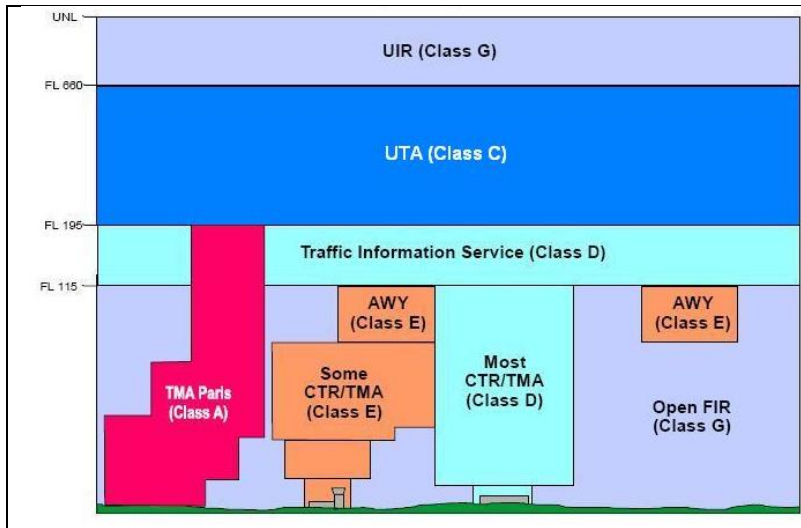 UNL
UIR (Class G)
FL 660
UTA (Class C)
FL 195
Traffic Information Service (Class D)
FL 115
AWY
(Class E)
AWY
(Class E)
Some
CTR/TMA
(Class E)
Most
CTR/TMA
(Class D)
TMA Paris
(Class A)
Open FIR
(Class G)